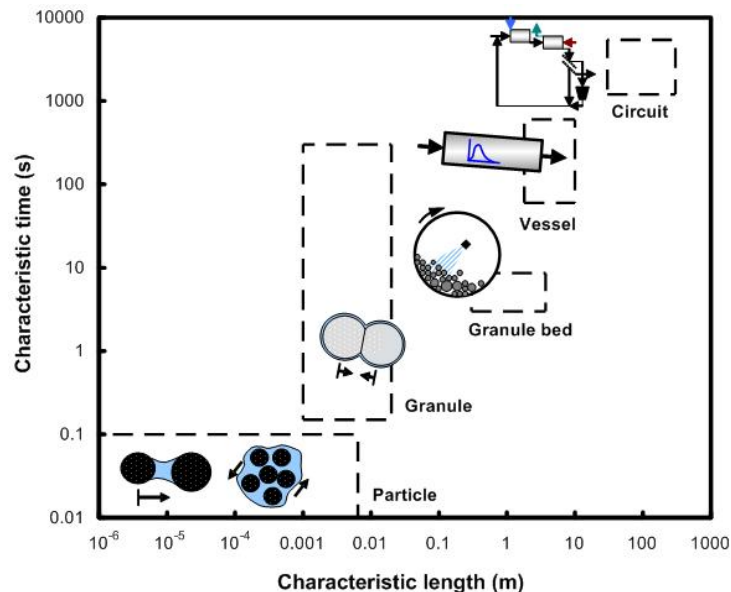 10000
1000
100
10
1
0.1
0.01
Characteristic time (s)
Circuit
Vessel
Granule bed
Granule
Particle
10⁻⁶ 10⁻⁵ 10⁻⁴ 0.001 0.01 0.1 1 10 100 1000
Characteristic length (m)